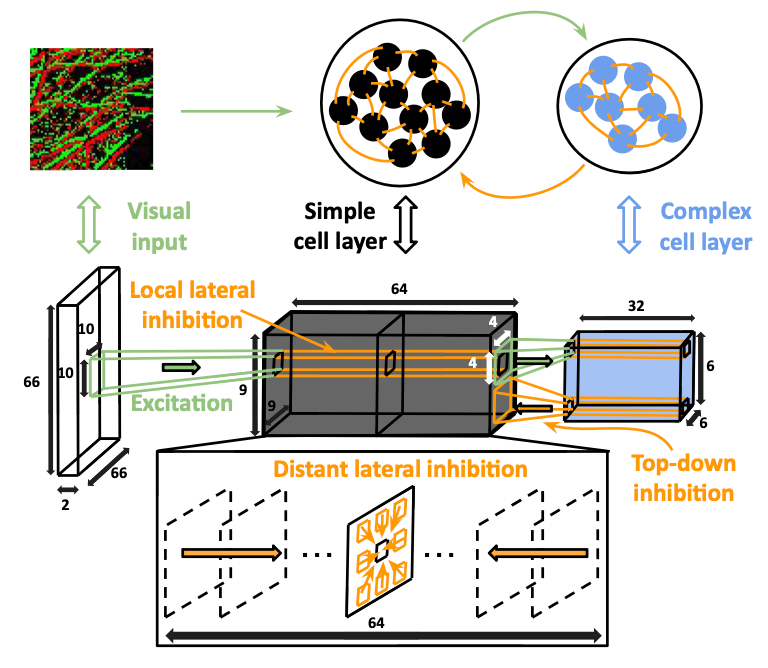 Visual
input
Simple
cell layer
Complex
cell layer
Local lateral
inhibition
64
32
10
10
66
66
2
Excitation
9
9
4
4
6
6
Distant lateral inhibition
Top-down
inhibition
64